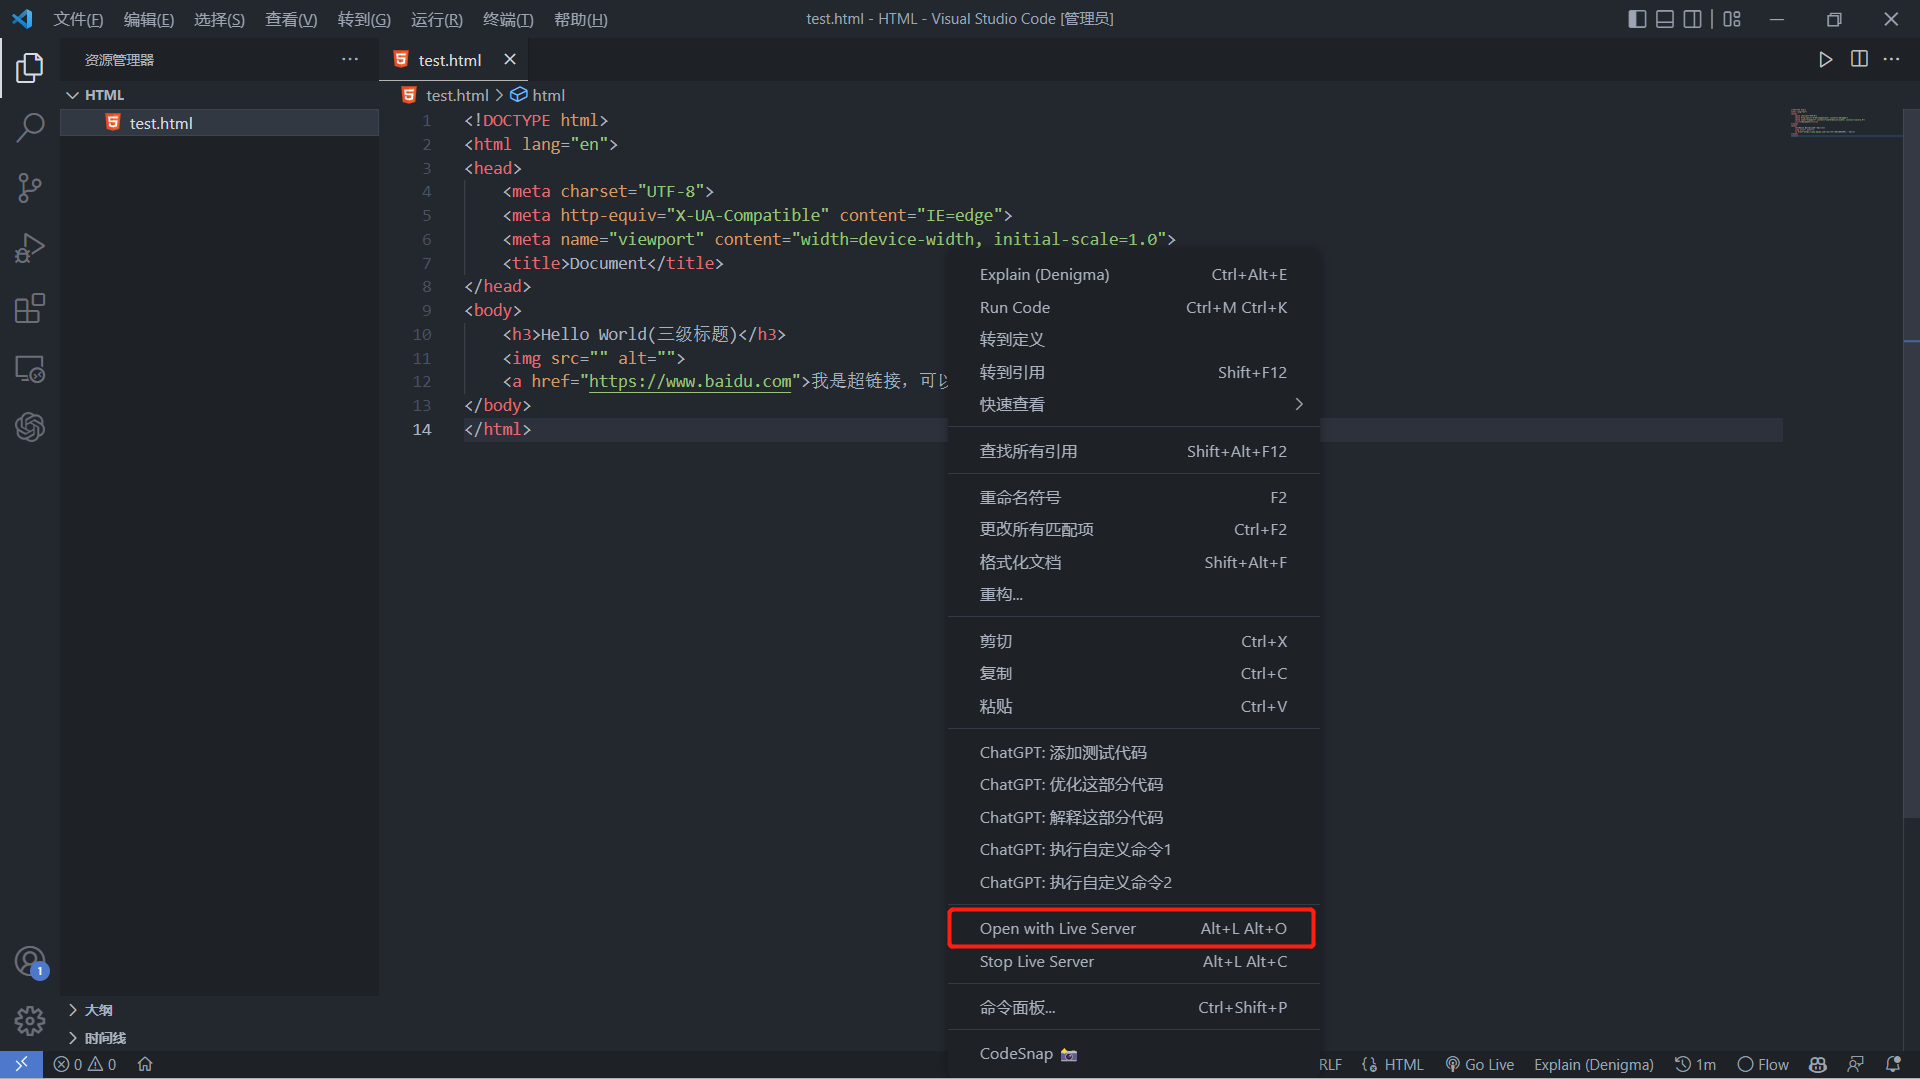 文件(F) 编辑(E) 选择(S) 查看(V) 转到(G) 运行(R) 终端(T) 帮助(H)
test.html - HTML - Visual Studio Code [管理员]
资源管理器
test.html
HTML
test.html
test.html > html
1 <!DOCTYPE html>
2 <html lang="en">
3 <head>
4 <meta charset="UTF-8">
5 <meta http-equiv="X-UA-Compatible" content="IE=edge">
6 <meta name="viewport" content="width=device-width, initial-scale=1.0">
7 <title>Document</title>
8 </head>
9 <body>
10 <h3>Hello World(三级标题)</h3>
11 <img src="" alt="">
12 <a href="https://www.baidu.com">我是超链接，可以
13 </body>
14 </html>
Explain (Denigma) Ctrl+Alt+E
Run Code Ctrl+M Ctrl+K
转到定义
转到引用 Shift+F12
快速查看
查找所有引用 Shift+Alt+F12
重命名符号 F2
更改所有匹配项 Ctrl+F2
格式化文档 Shift+Alt+F
重构...
剪切 Ctrl+X
复制 Ctrl+C
粘贴 Ctrl+V
ChatGPT: 添加测试代码
ChatGPT: 优化这部分代码
ChatGPT: 解释这部分代码
ChatGPT: 执行自定义命令1
ChatGPT: 执行自定义命令2
Open with Live Server Alt+L Alt+O
Stop Live Server Alt+L Alt+C
命令面板... Ctrl+Shift+P
CodeSnap
1
大纲
时间线
0 0
RLF HTML Go Live Explain (Denigma) 1m Flow